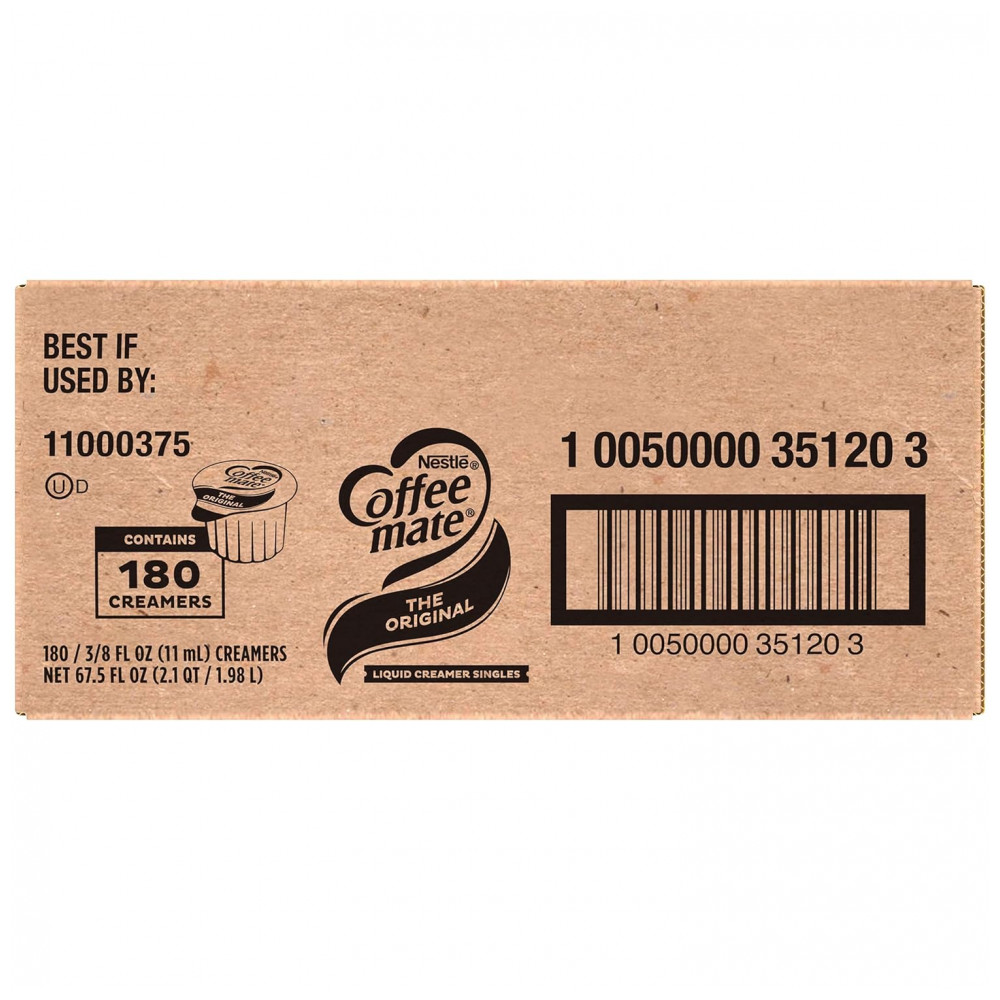 BEST IF
USED BY:
11000375
U D
Coffee
mate
THE
ORIGINAL
CONTAINS
180
CREAMERS
180 / 3/8 FL OZ (11 mL) CREAMERS
NET 67.5 FL OZ (2.1 QT / 1.98 L)
Nestlé®
Coffee
mate®
THE
ORIGINAL
LIQUID CREAMER SINGLES
1 0050000 35120 3
1 0050000 35120 3